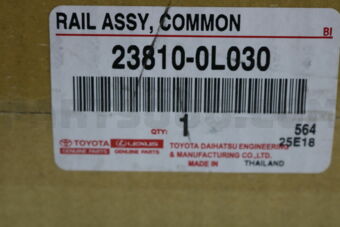 RAIL ASSY, COMMON
BI
23810-0L030
QTY: 1
564
25E18
TOYOTA GENUINE PARTS
LEXUS GENUINE PARTS
TOYOTA DAIHATSU ENGINEERING
& MANUFACTURING CO.,LTD.
MADE IN THAILAND